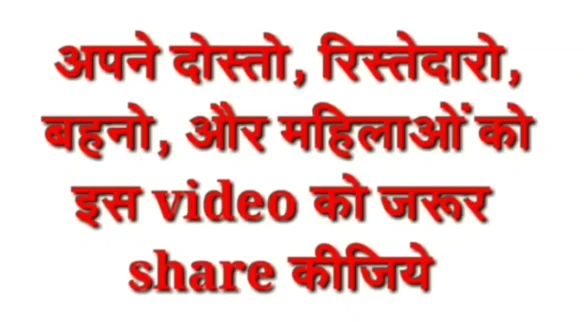 अपने दोस्तो, रिस्तेदारो,
बहनो, और महिलाओं को
इस video को जरूर
share कीजिये